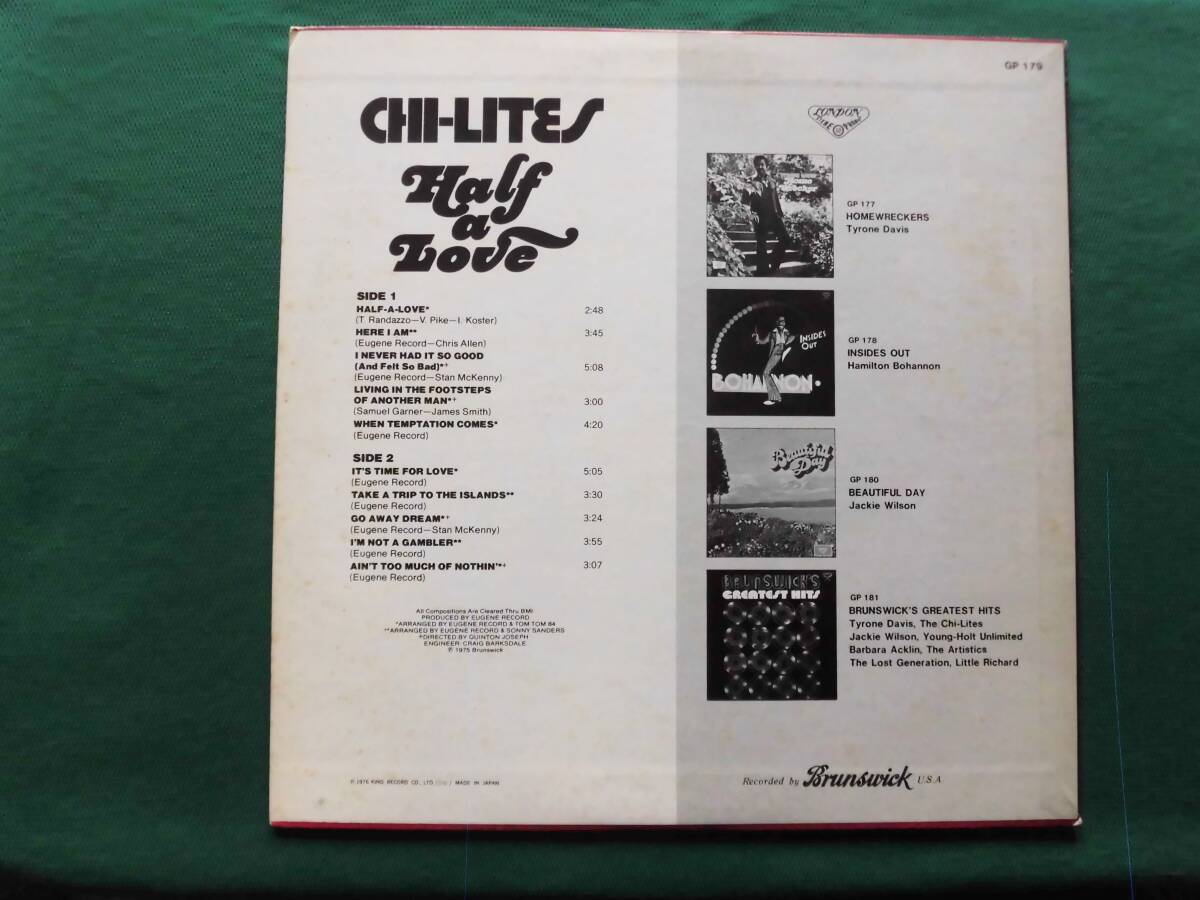 GP 179
CHI-LITES
Half
a
Love
SIDE 1
HALF-A-LOVE* 2:48
(T. Randazzo—V. Pike—I. Koster)
HERE I AM** 3:45
(Eugene Record—Chris Allen)
I NEVER HAD IT SO GOOD
(And Felt So Bad)*+ 5:08
(Eugene Record—Stan McKenny)
LIVING IN THE FOOTSTEPS
OF ANOTHER MAN*+ 3:00
(Samuel Garner—James Smith)
WHEN TEMPTATION COMES* 4:20
(Eugene Record)
SIDE 2
IT'S TIME FOR LOVE* 5:05
(Eugene Record)
TAKE A TRIP TO THE ISLANDS** 3:30
(Eugene Record)
GO AWAY DREAM*+ 3:24
(Eugene Record—Stan McKenny)
I'M NOT A GAMBLER** 3:55
(Eugene Record)
AIN'T TOO MUCH OF NOTHIN'*+ 3:07
(Eugene Record)
All Compositions Are Cleared Thru BMI
PRODUCED BY EUGENE RECORD
*ARRANGED BY EUGENE RECORD & TOM TOM 84
**ARRANGED BY EUGENE RECORD & SONNY SANDERS
+DIRECTED BY QUINTON JOSEPH
ENGINEER: CRAIG BARKSDALE
℗ 1975 Brunswick
℗ 1976 KING RECORD CO., LTD. / MADE IN JAPAN
LONDON
GP 177
HOMEWRECKERS
Tyrone Davis
INSIDES
OUT
BOHANNON
GP 178
INSIDES OUT
Hamilton Bohannon
Beautiful
Day
GP 180
BEAUTIFUL DAY
Jackie Wilson
BRUNSWICK'S
GREATEST HITS
GP 181
BRUNSWICK'S GREATEST HITS
Tyrone Davis, The Chi-Lites
Jackie Wilson, Young-Holt Unlimited
Barbara Acklin, The Artistics
The Lost Generation, Little Richard
Recorded by Brunswick U.S.A